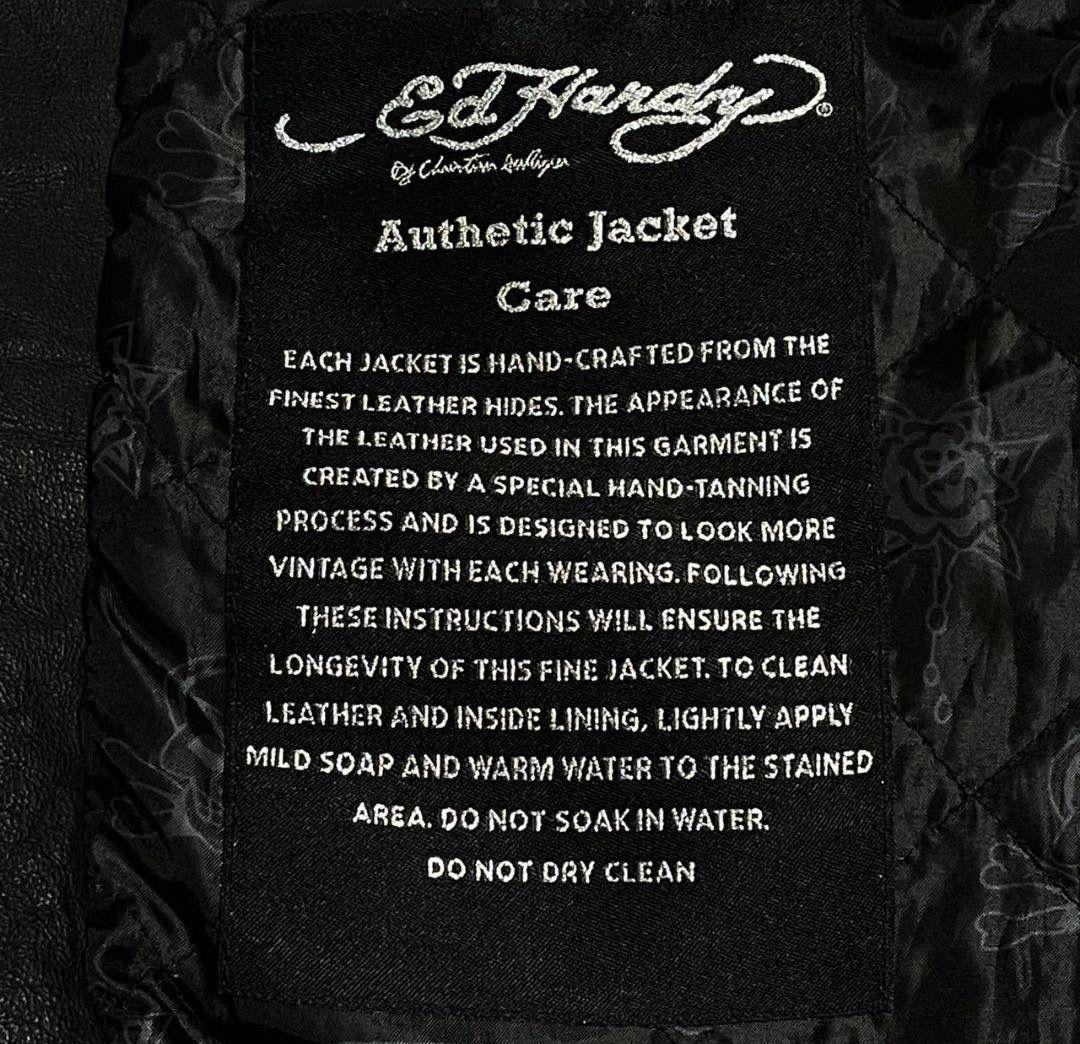 Ed Hardy®
By Christian Audigier
Authetic Jacket
Care
EACH JACKET IS HAND-CRAFTED FROM THE
FINEST LEATHER HIDES. THE APPEARANCE OF
THE LEATHER USED IN THIS GARMENT IS
CREATED BY A SPECIAL HAND-TANNING
PROCESS AND IS DESIGNED TO LOOK MORE
VINTAGE WITH EACH WEARING. FOLLOWING
THESE INSTRUCTIONS WILL ENSURE THE
LONGEVITY OF THIS FINE JACKET. TO CLEAN
LEATHER AND INSIDE LINING, LIGHTLY APPLY
MILD SOAP AND WARM WATER TO THE STAINED
AREA. DO NOT SOAK IN WATER.
DO NOT DRY CLEAN